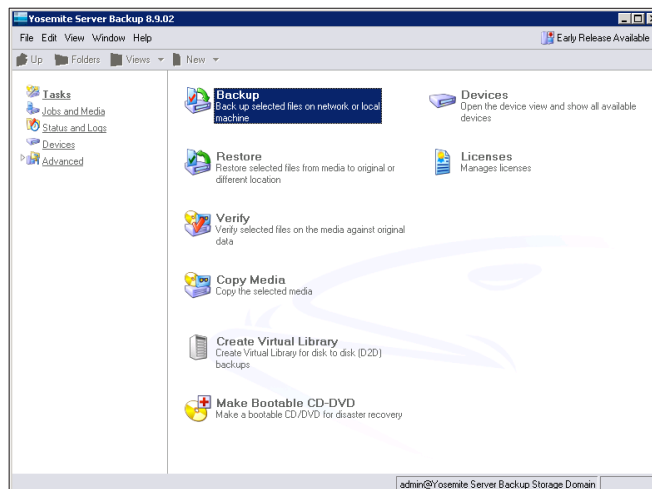 Yosemite Server Backup 8.9.02
File Edit View Window Help
Early Release Available
Up Folders Views New
Tasks
Jobs and Media
Status and Logs
Devices
Advanced
Backup
Back up selected files on network or local
machine
Restore
Restore selected files from media to original or
different location
Verify
Verify selected files on the media against original
data
Copy Media
Copy the selected media
Create Virtual Library
Create Virtual Library for disk to disk (D2D)
backups
Make Bootable CD-DVD
Make a bootable CD/DVD for disaster recovery
Devices
Open the device view and show all available
devices
Licenses
Manages licenses
admin@Yosemite Server Backup Storage Domain